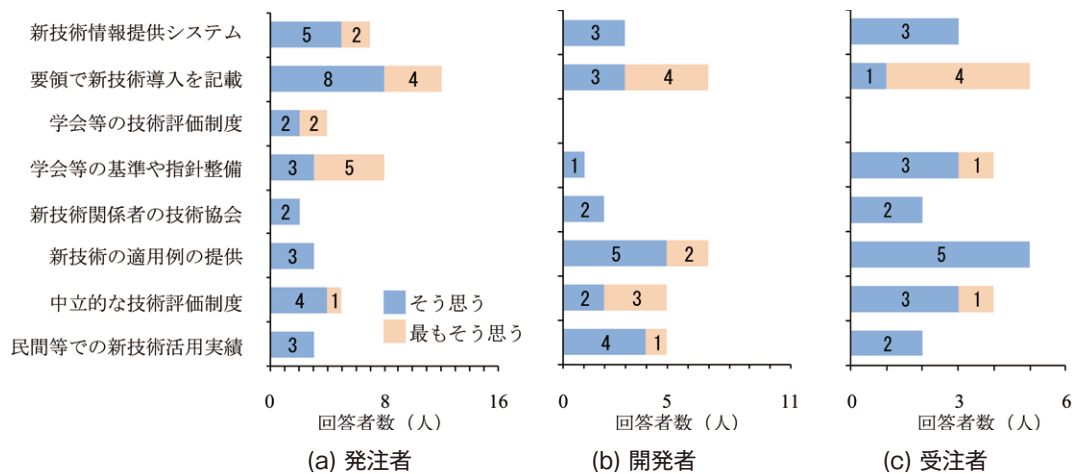 新技術情報提供システム
5 2
3
3
要領で新技術導入を記載
8 4
3 4
1 4
学会等の技術評価制度
2 2
学会等の基準や指針整備
3 5
1
3 1
新技術関係者の技術協会
2
2
2
新技術の適用例の提供
3
5 2
5
中立的な技術評価制度
4 1
2 3
3 1
そう思う
最もそう思う
民間等での新技術活用実績
3
4 1
2
0 8 16
0 5 11
0 3 6
回答者数（人）
回答者数（人）
回答者数（人）
(a) 発注者
(b) 開発者
(c) 受注者